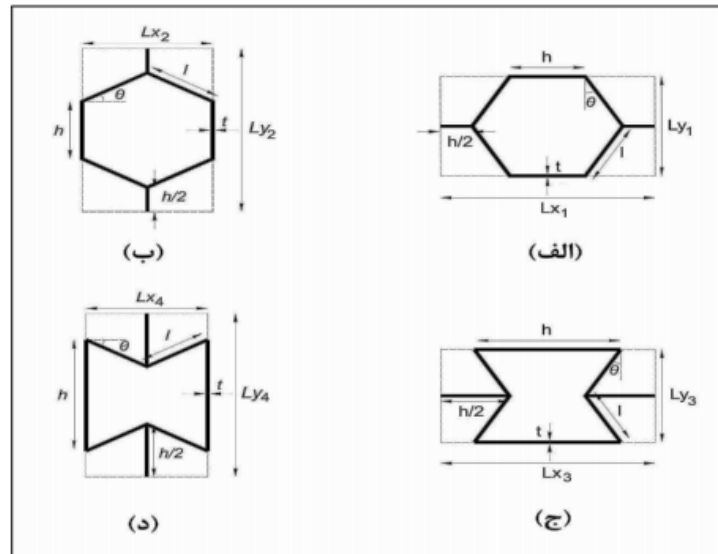 Lx₂
l
θ
h
t
Ly₂
h/2
(ب)
h
θ
Ly₁
h/2
t
l
Lx₁
(الف)
Lx₄
l
θ
h
t
Ly₄
h/2
(د)
h
θ
Ly₃
h/2
t
l
Lx₃
(ج)